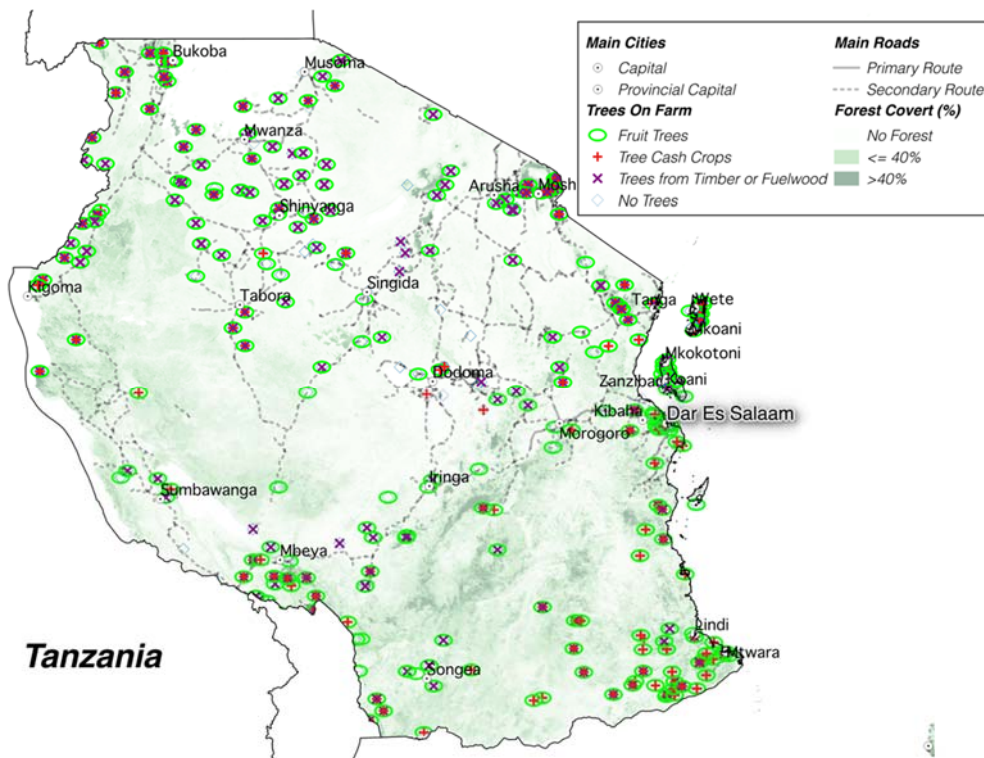 Main Cities
Capital
Provincial Capital
Trees On Farm
Fruit Trees
Tree Cash Crops
Trees from Timber or Fuelwood
No Trees
Main Roads
Primary Route
Secondary Route
Forest Covert (%)
No Forest
<= 40%
>40%
Bukoba
Musoma
Mwanza
Arusha
Mosh
Shinyanga
Kigoma
Singida
Tabora
Tanga
Wete
Mkoani
Mkokotoni
Dodoma
Zanzibar
Koani
Kibaha
Dar Es Salaam
Morogoro
Iringa
Sumbawanga
Mbeya
Lindi
Mtwara
Songea
Tanzania